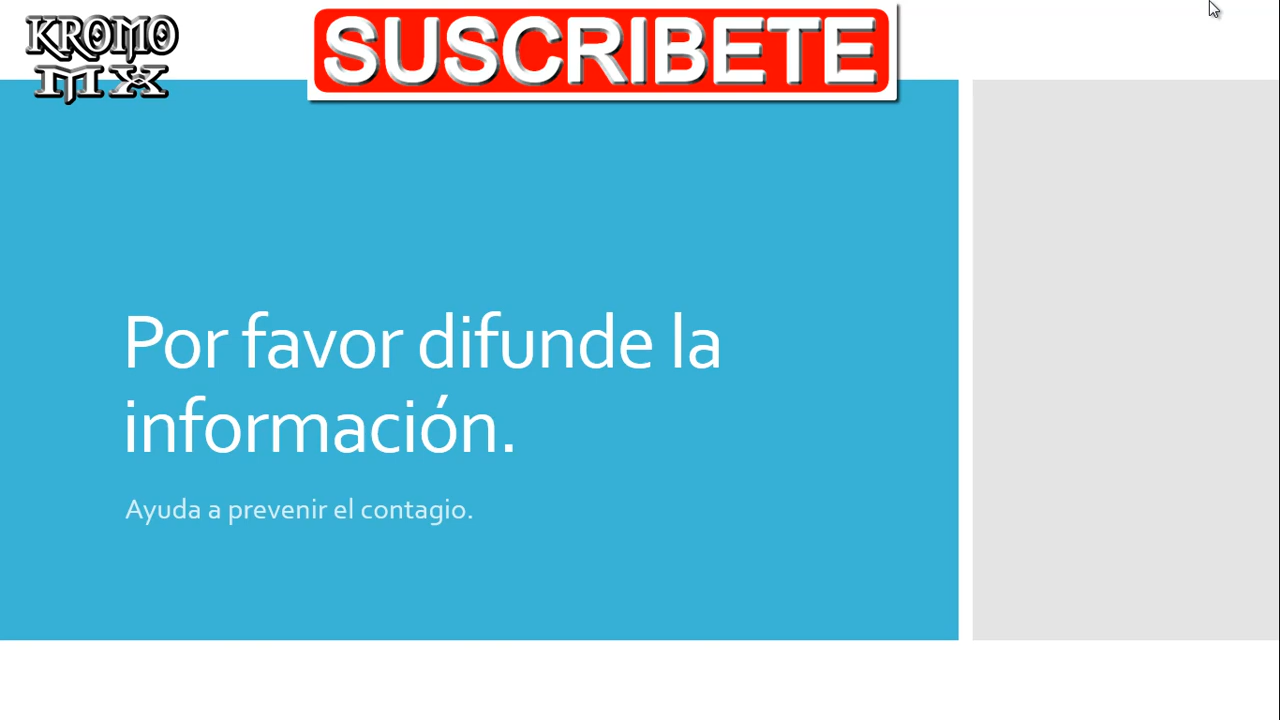 KROMO
MX
SUSCRIBETE
Por favor difunde la
información.
Ayuda a prevenir el contagio.